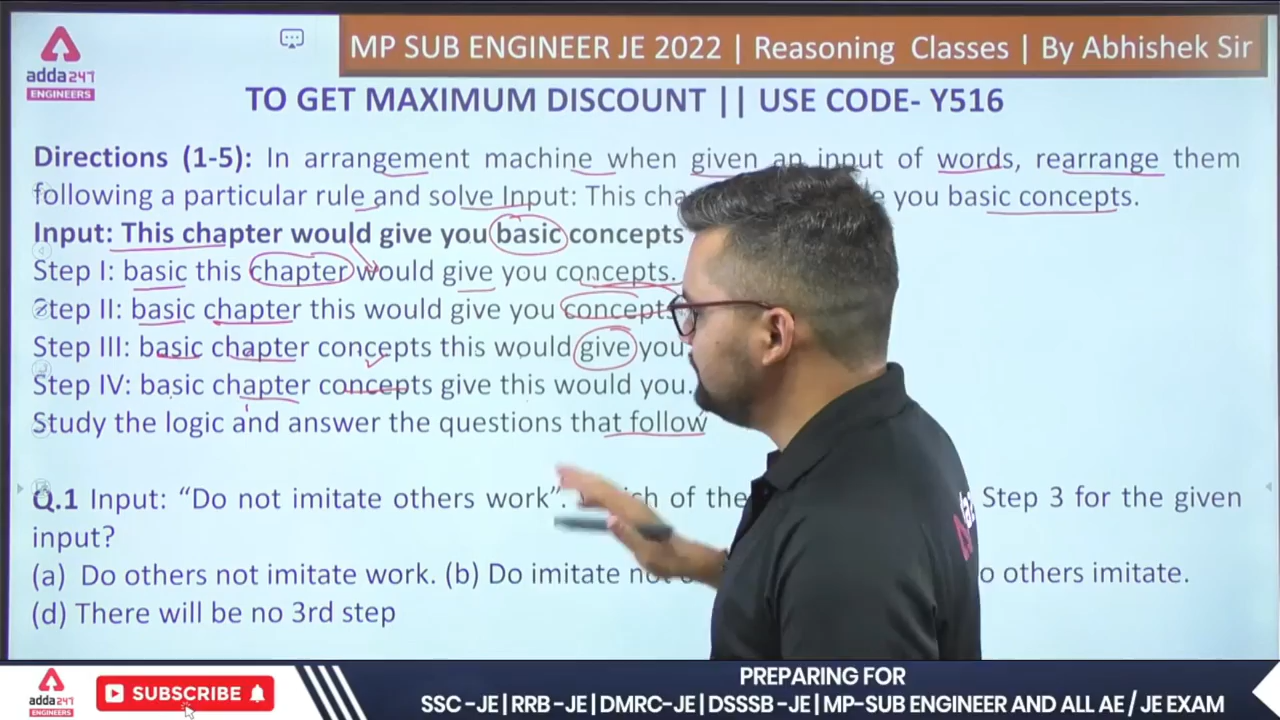 adda247
ENGINEERS
MP SUB ENGINEER JE 2022 | Reasoning Classes | By Abhishek Sir
TO GET MAXIMUM DISCOUNT || USE CODE- Y516
Directions (1-5): In arrangement machine when given an input of words, rearrange them
following a particular rule and solve Input: This cha you basic concepts.
Input: This chapter would give you basic concepts
Step I: basic this chapter would give you concepts.
Step II: basic chapter this would give you concepts
Step III: basic chapter concepts this would give you.
Step IV: basic chapter concepts give this would you.
Study the logic and answer the questions that follow
Q.1 Input: “Do not imitate others work”. of the Step 3 for the given
input?
(a) Do others not imitate work. (b) Do imitate others imitate.
(d) There will be no 3rd step
adda247
ENGINEERS
SUBSCRIBE
PREPARING FOR
SSC -JE | RRB -JE | DMRC-JE | DSSSB -JE | MP-SUB ENGINEER AND ALL AE / JE EXAM